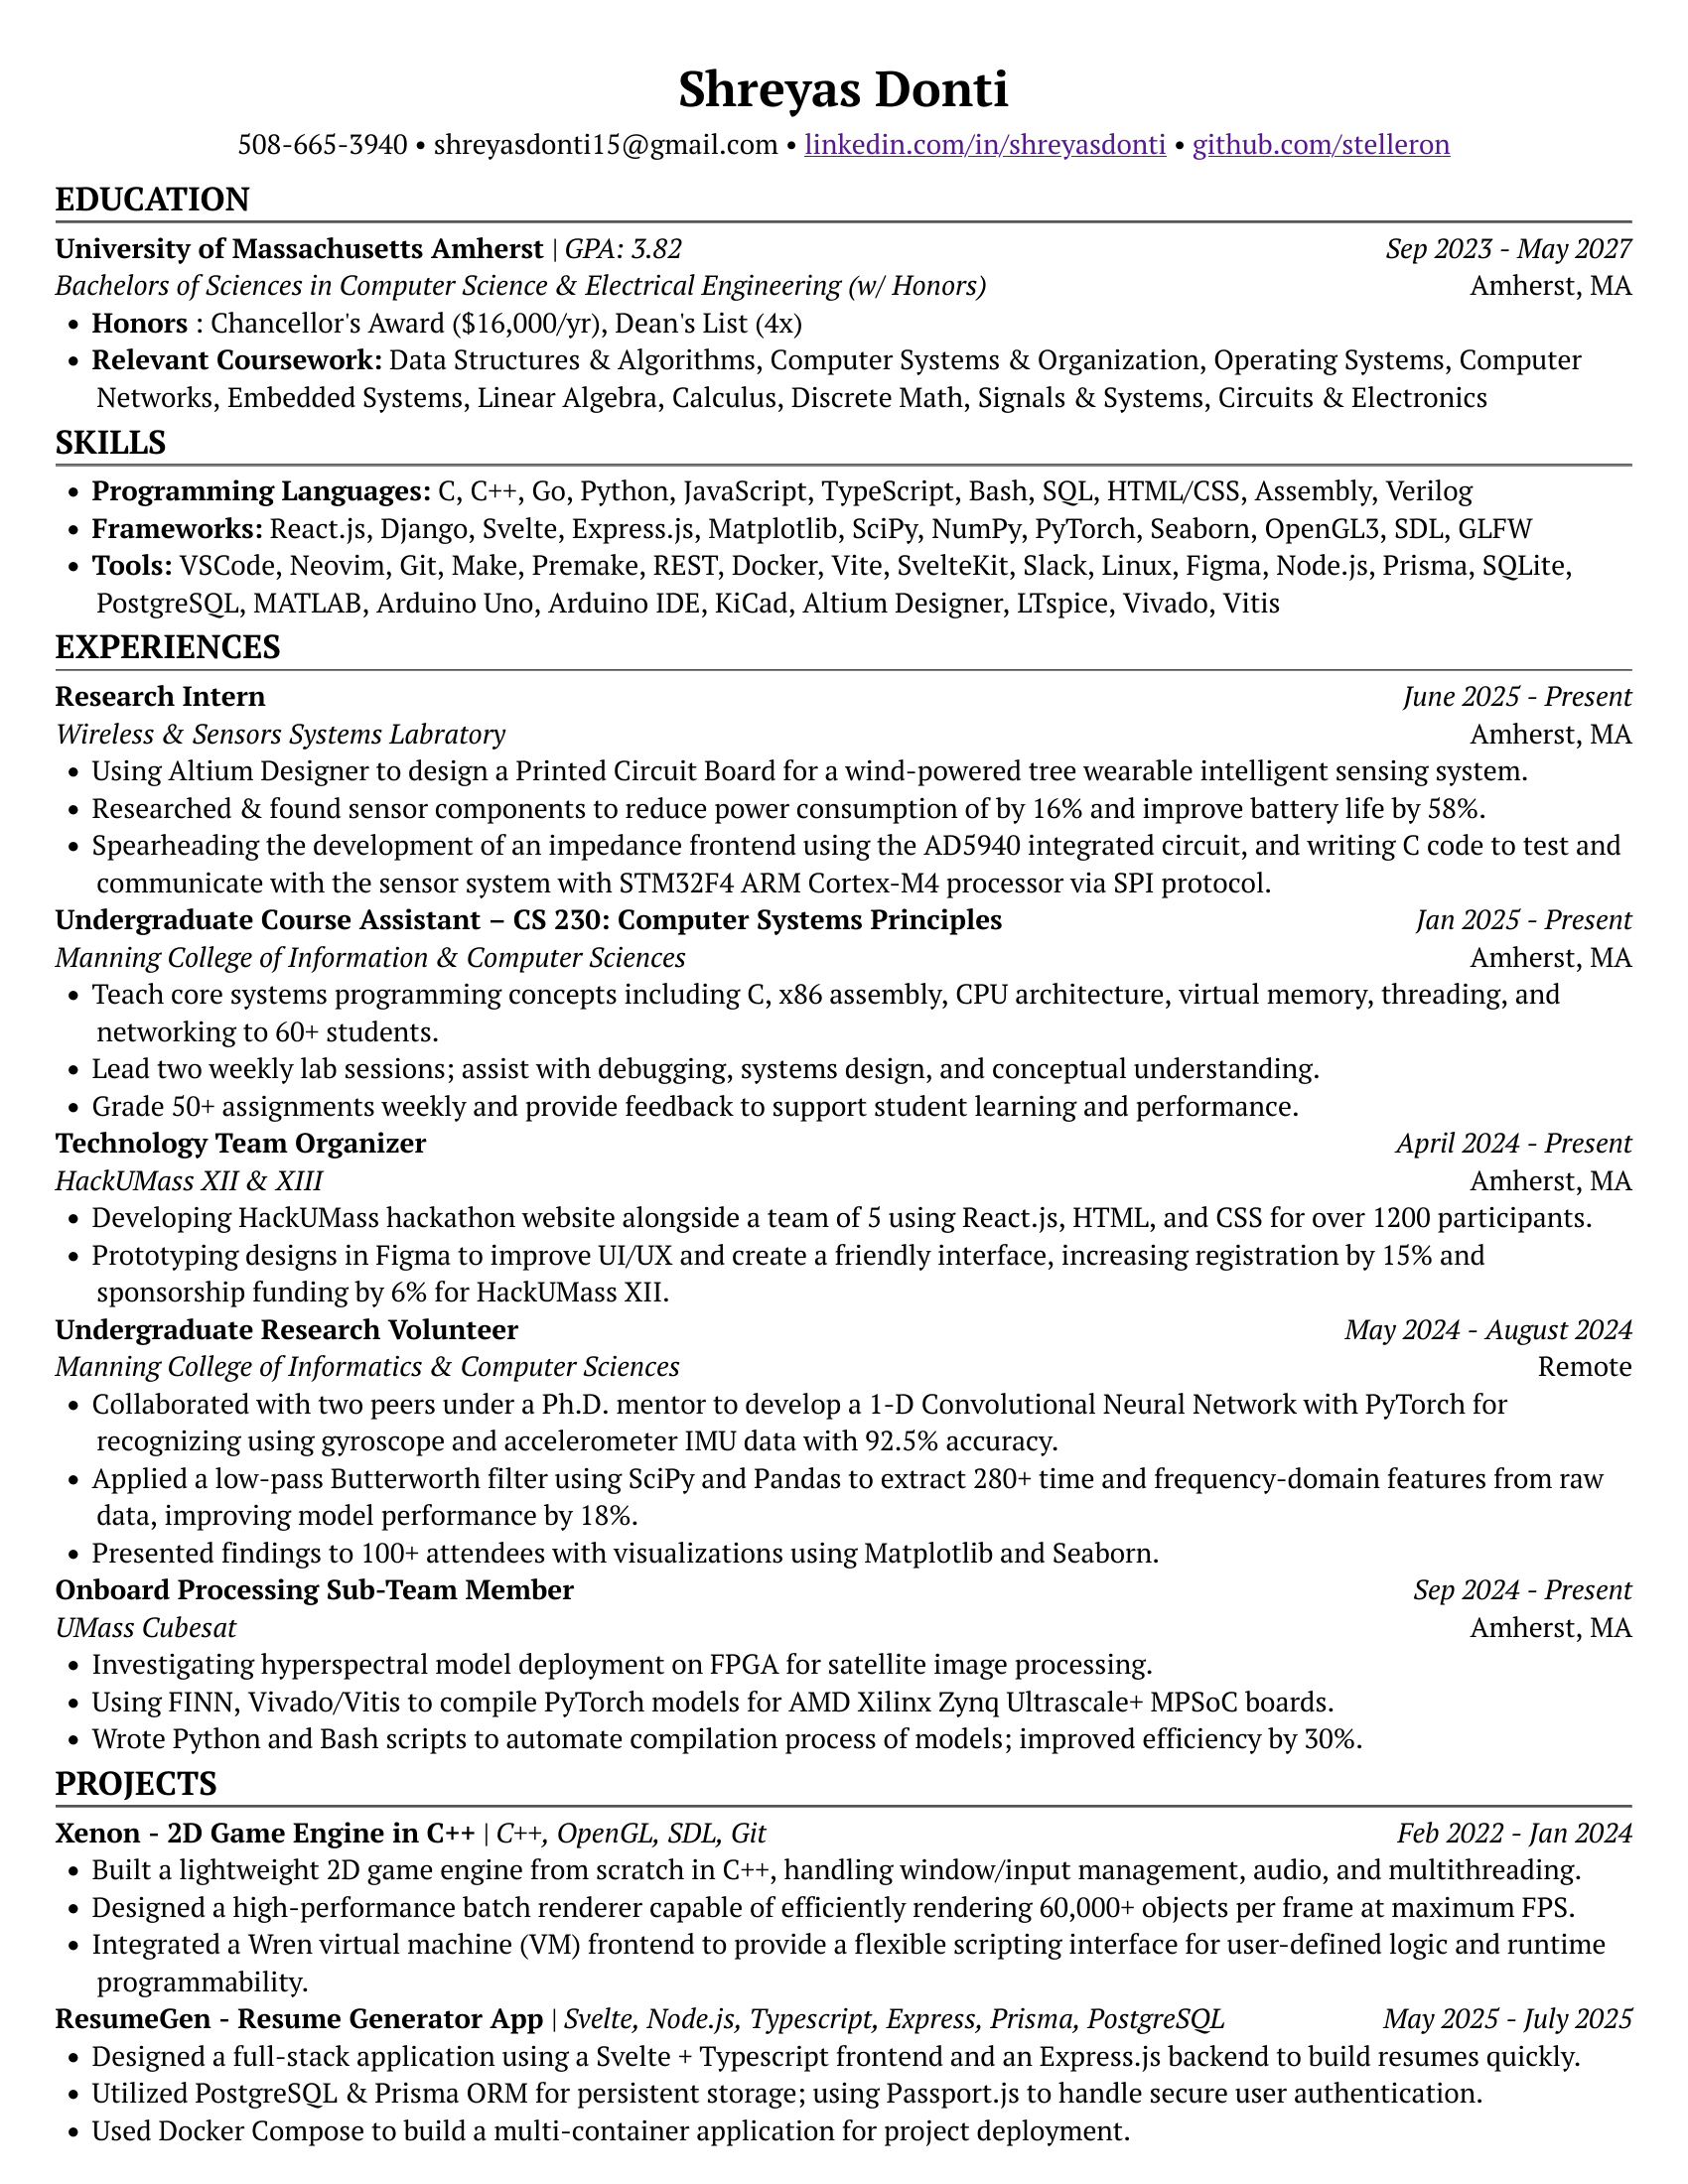 Shreyas Donti
508-665-3940 • shreyasdonti15@gmail.com • linkedin.com/in/shreyasdonti • github.com/stelleron
EDUCATION
University of Massachusetts Amherst | GPA: 3.82 Sep 2023 - May 2027
Bachelors of Sciences in Computer Science & Electrical Engineering (w/ Honors) Amherst, MA
• Honors : Chancellor's Award ($16,000/yr), Dean's List (4x)
• Relevant Coursework: Data Structures & Algorithms, Computer Systems & Organization, Operating Systems, Computer
Networks, Embedded Systems, Linear Algebra, Calculus, Discrete Math, Signals & Systems, Circuits & Electronics
SKILLS
• Programming Languages: C, C++, Go, Python, JavaScript, TypeScript, Bash, SQL, HTML/CSS, Assembly, Verilog
• Frameworks: React.js, Django, Svelte, Express.js, Matplotlib, SciPy, NumPy, PyTorch, Seaborn, OpenGL3, SDL, GLFW
• Tools: VSCode, Neovim, Git, Make, Premake, REST, Docker, Vite, SvelteKit, Slack, Linux, Figma, Node.js, Prisma, SQLite,
PostgreSQL, MATLAB, Arduino Uno, Arduino IDE, KiCad, Altium Designer, LTspice, Vivado, Vitis
EXPERIENCES
Research Intern June 2025 - Present
Wireless & Sensors Systems Labratory Amherst, MA
• Using Altium Designer to design a Printed Circuit Board for a wind-powered tree wearable intelligent sensing system.
• Researched & found sensor components to reduce power consumption of by 16% and improve battery life by 58%.
• Spearheading the development of an impedance frontend using the AD5940 integrated circuit, and writing C code to test and
communicate with the sensor system with STM32F4 ARM Cortex-M4 processor via SPI protocol.
Undergraduate Course Assistant – CS 230: Computer Systems Principles Jan 2025 - Present
Manning College of Information & Computer Sciences Amherst, MA
• Teach core systems programming concepts including C, x86 assembly, CPU architecture, virtual memory, threading, and
networking to 60+ students.
• Lead two weekly lab sessions; assist with debugging, systems design, and conceptual understanding.
• Grade 50+ assignments weekly and provide feedback to support student learning and performance.
Technology Team Organizer April 2024 - Present
HackUMass XII & XIII Amherst, MA
• Developing HackUMass hackathon website alongside a team of 5 using React.js, HTML, and CSS for over 1200 participants.
• Prototyping designs in Figma to improve UI/UX and create a friendly interface, increasing registration by 15% and
sponsorship funding by 6% for HackUMass XII.
Undergraduate Research Volunteer May 2024 - August 2024
Manning College of Informatics & Computer Sciences Remote
• Collaborated with two peers under a Ph.D. mentor to develop a 1-D Convolutional Neural Network with PyTorch for
recognizing using gyroscope and accelerometer IMU data with 92.5% accuracy.
• Applied a low-pass Butterworth filter using SciPy and Pandas to extract 280+ time and frequency-domain features from raw
data, improving model performance by 18%.
• Presented findings to 100+ attendees with visualizations using Matplotlib and Seaborn.
Onboard Processing Sub-Team Member Sep 2024 - Present
UMass Cubesat Amherst, MA
• Investigating hyperspectral model deployment on FPGA for satellite image processing.
• Using FINN, Vivado/Vitis to compile PyTorch models for AMD Xilinx Zynq Ultrascale+ MPSoC boards.
• Wrote Python and Bash scripts to automate compilation process of models; improved efficiency by 30%.
PROJECTS
Xenon - 2D Game Engine in C++ | C++, OpenGL, SDL, Git Feb 2022 - Jan 2024
• Built a lightweight 2D game engine from scratch in C++, handling window/input management, audio, and multithreading.
• Designed a high-performance batch renderer capable of efficiently rendering 60,000+ objects per frame at maximum FPS.
• Integrated a Wren virtual machine (VM) frontend to provide a flexible scripting interface for user-defined logic and runtime
programmability.
ResumeGen - Resume Generator App | Svelte, Node.js, Typescript, Express, Prisma, PostgreSQL May 2025 - July 2025
• Designed a full-stack application using a Svelte + Typescript frontend and an Express.js backend to build resumes quickly.
• Utilized PostgreSQL & Prisma ORM for persistent storage; using Passport.js to handle secure user authentication.
• Used Docker Compose to build a multi-container application for project deployment.